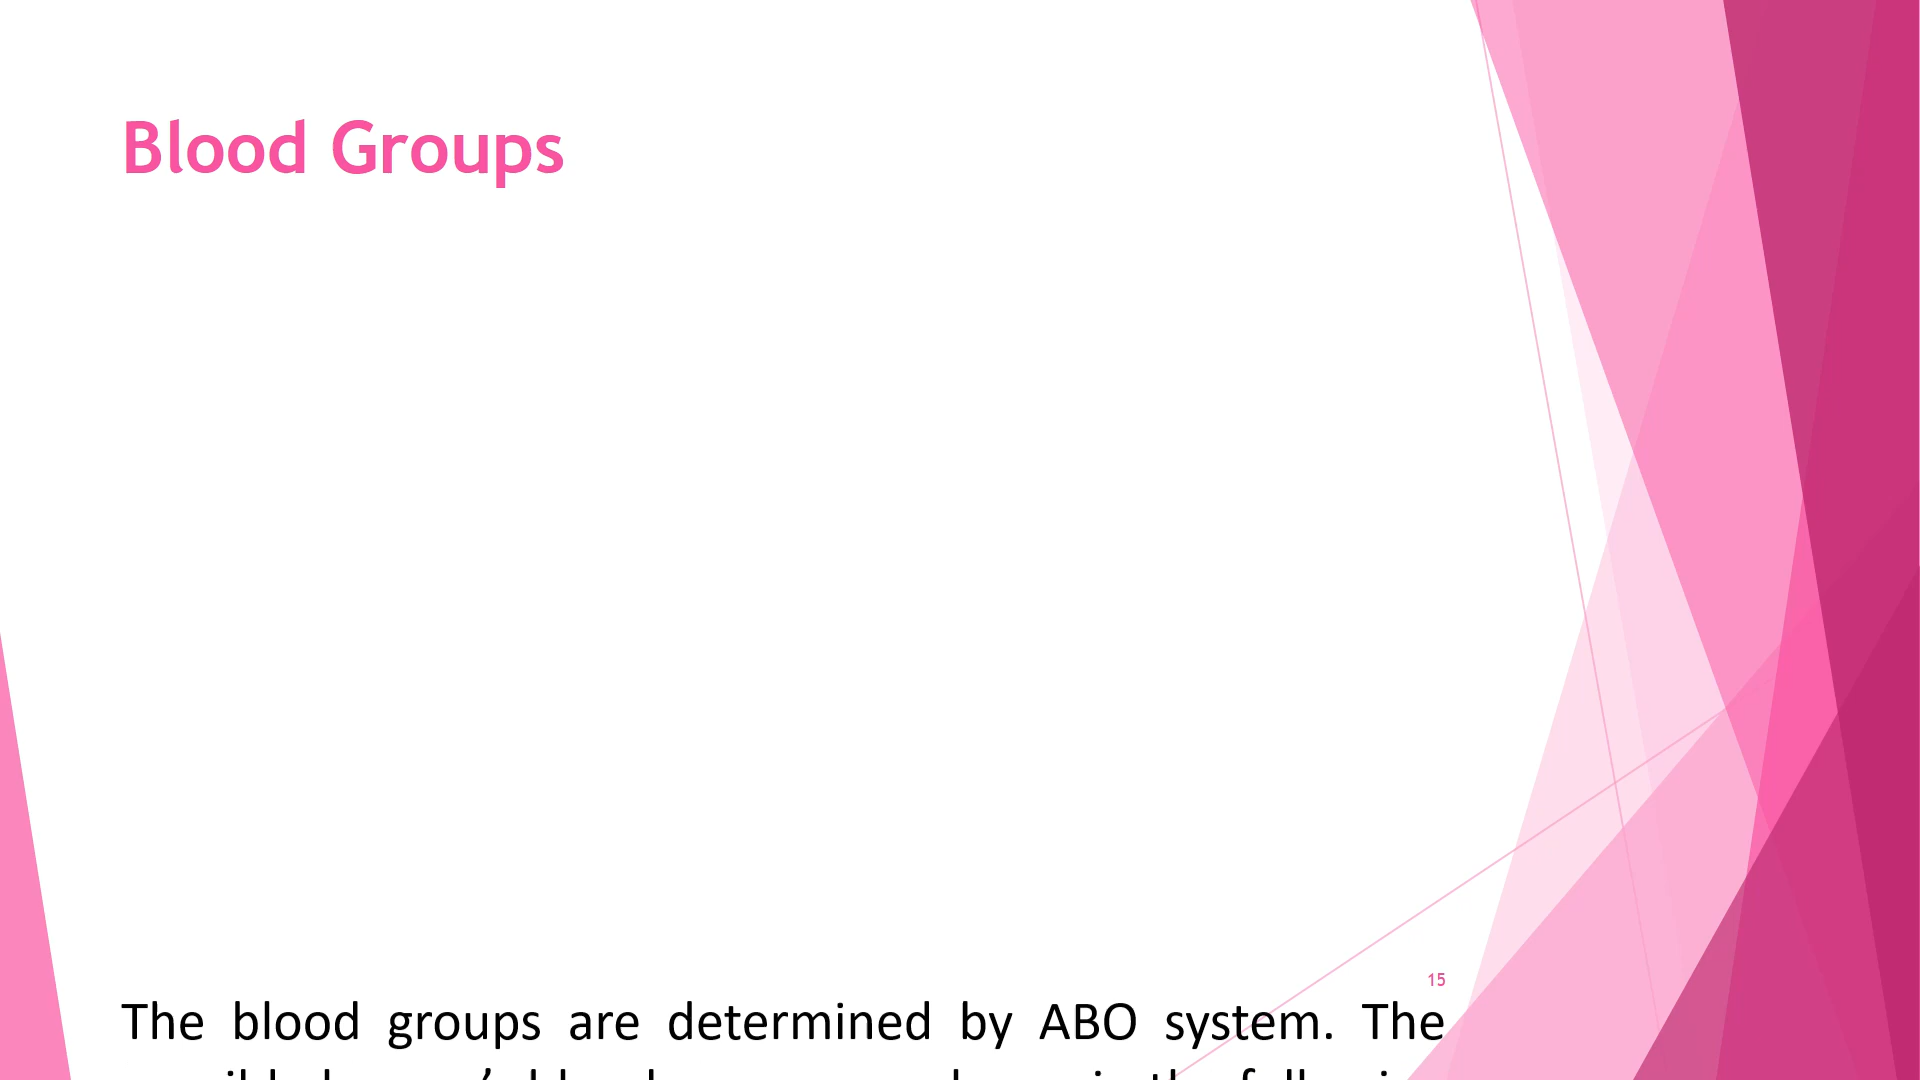 Blood Groups
15
The blood groups are determined by ABO system. The